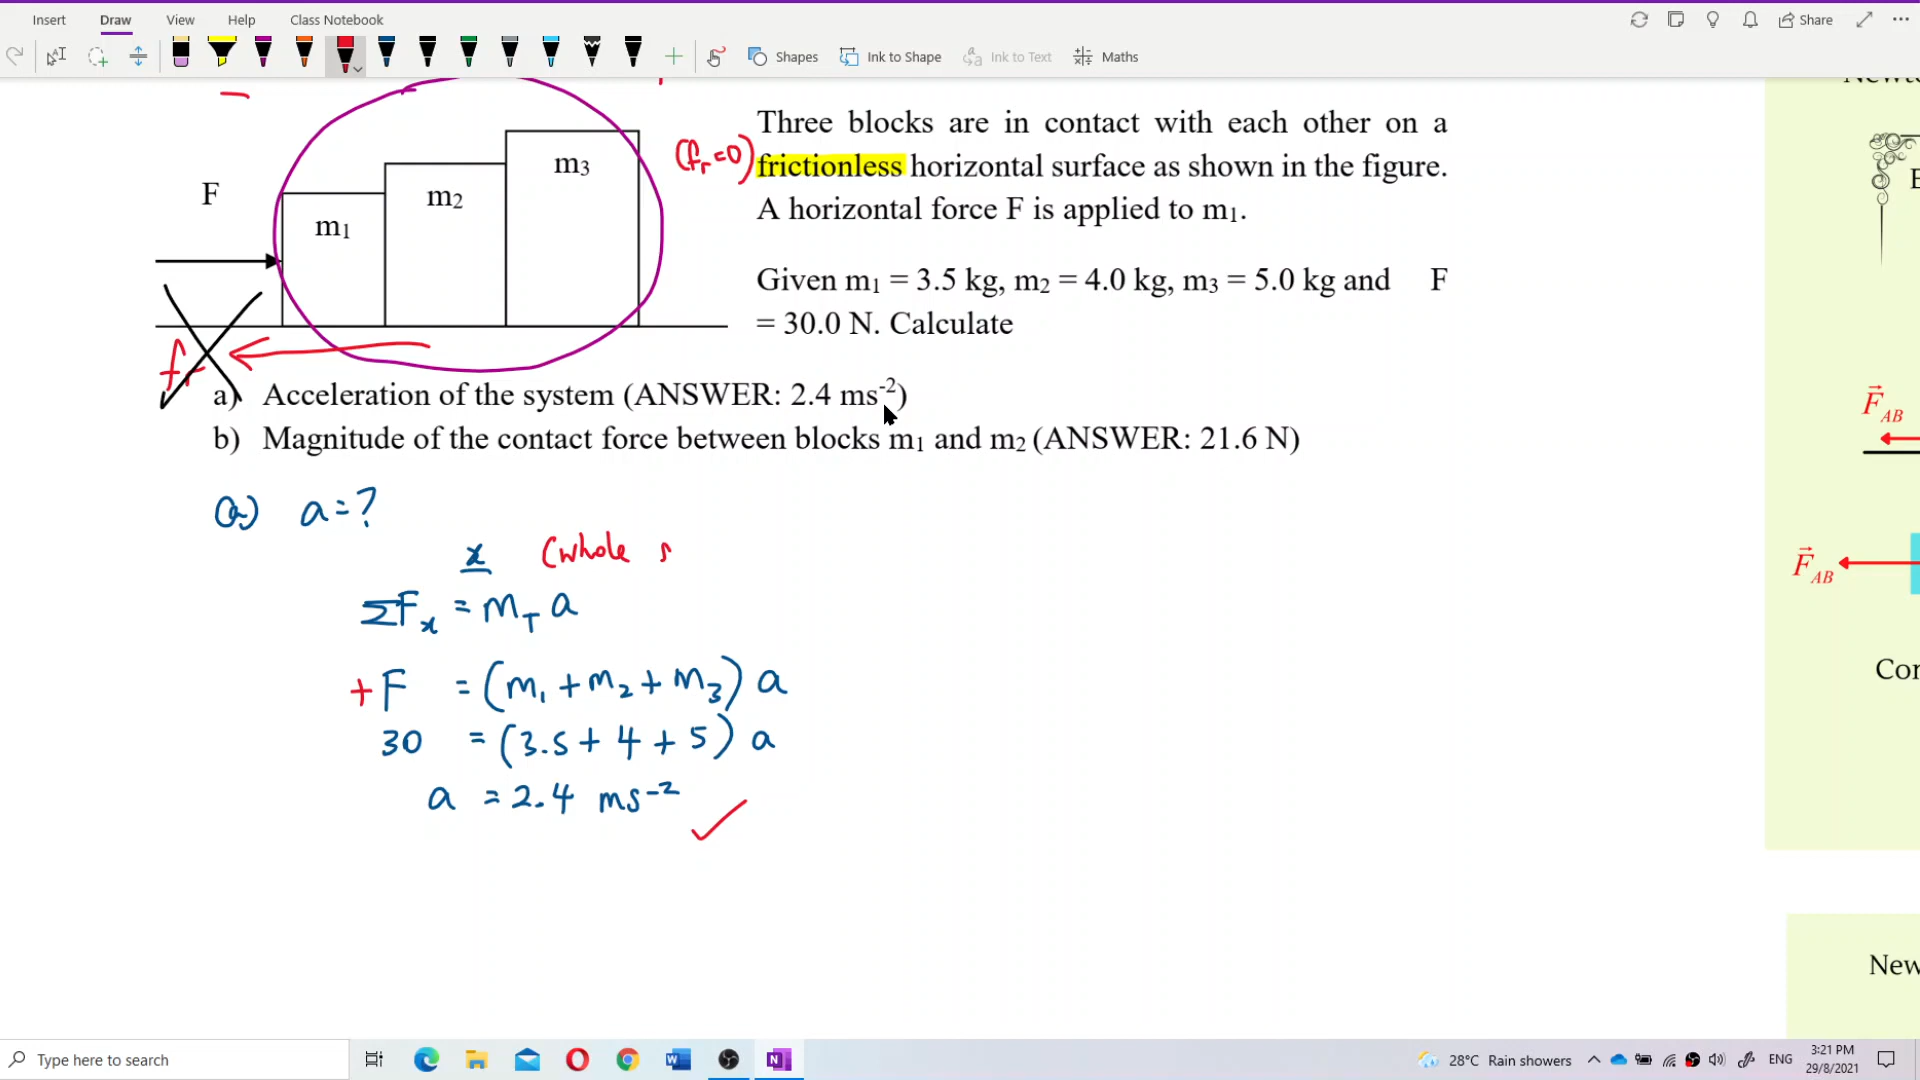 Insert Draw View Help Class Notebook Share
Shapes Ink to Shape Ink to Text Maths
F
m1
m2
m3
(fr=0)
fr
Three blocks are in contact with each other on a
frictionless horizontal surface as shown in the figure.
A horizontal force F is applied to m1.
Given m1 = 3.5 kg, m2 = 4.0 kg, m3 = 5.0 kg and F
= 30.0 N. Calculate
a) Acceleration of the system (ANSWER: 2.4 ms-2)
b) Magnitude of the contact force between blocks m1 and m2 (ANSWER: 21.6 N)
(a) a=?
x (whole s
ΣFx = mT a
+F = (m1 + m2 + m3) a
30 = (3.5 + 4 + 5) a
a = 2.4 ms-2
E
FAB
FAB
Cor
New
Type here to search
28°C Rain showers ENG 3:21 PM
29/8/2021